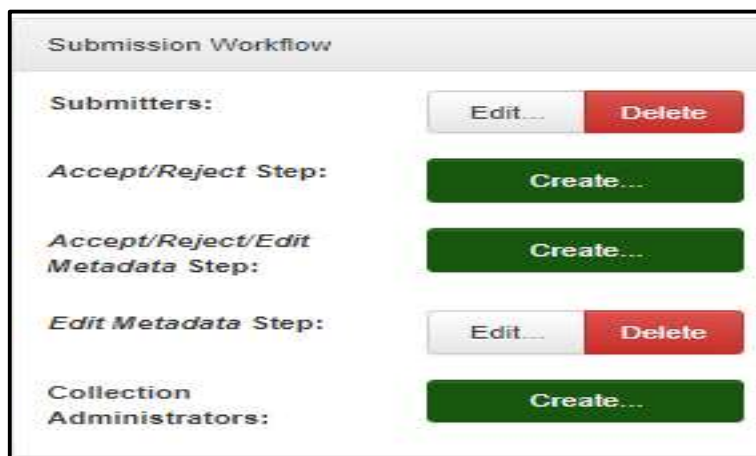 Submission Workflow
Submitters: Edit... Delete
Accept/Reject Step: Create...
Accept/Reject/Edit
Metadata Step: Create...
Edit Metadata Step: Edit... Delete
Collection
Administrators: Create...